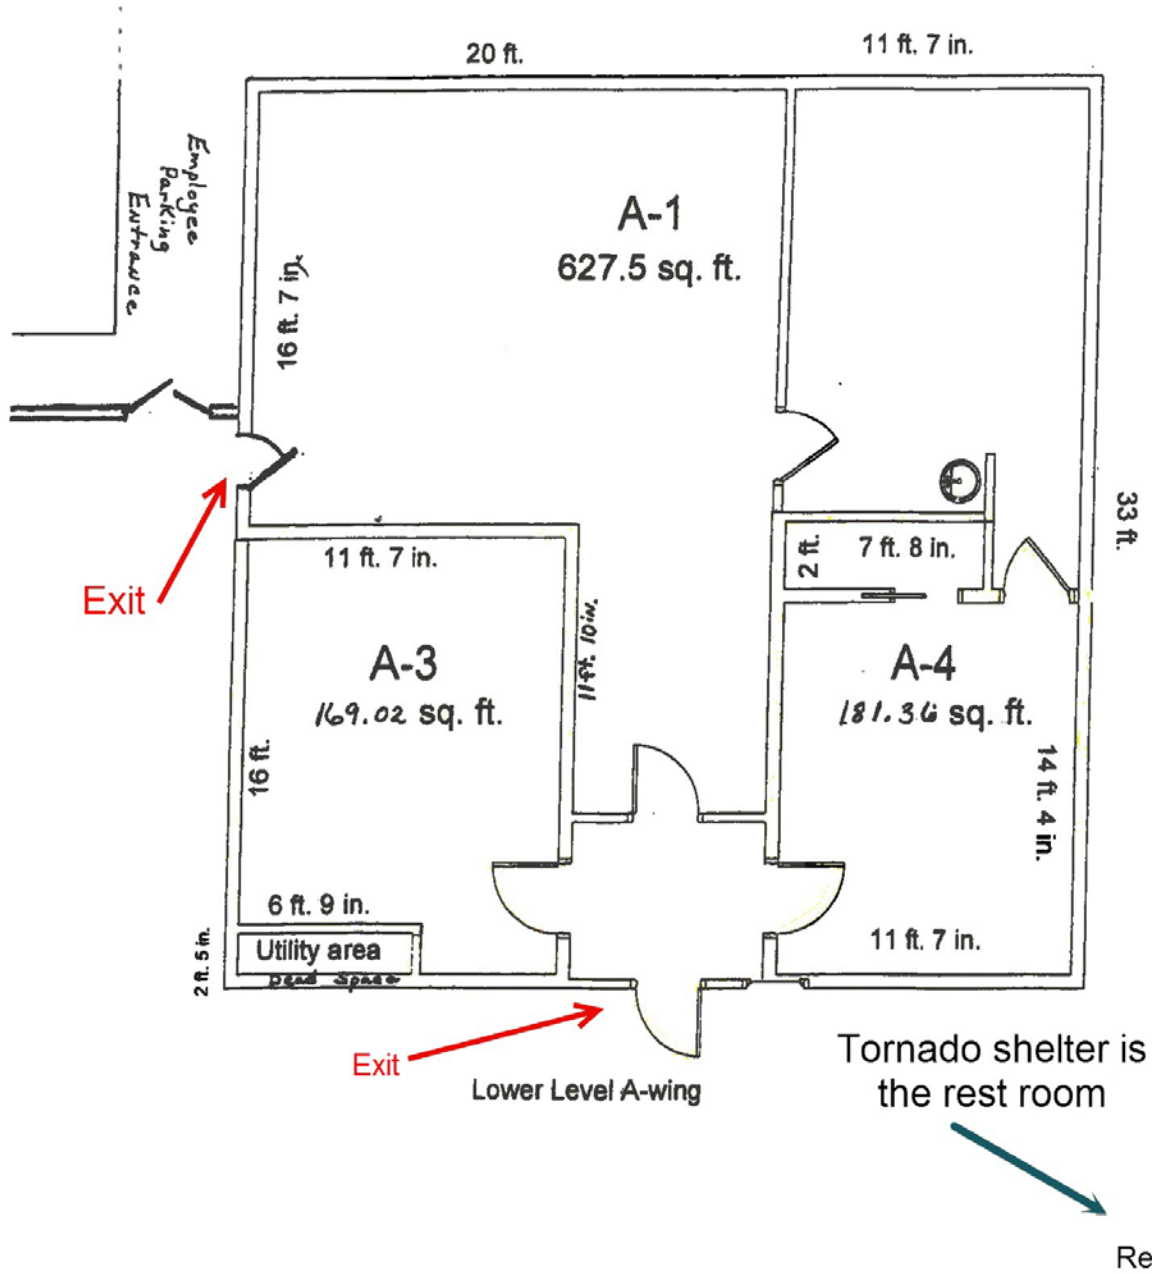 20 ft.
11 ft. 7 in.
Employee
Parking
Entrance
A-1
627.5 sq. ft.
16 ft. 7 in.
33 ft.
Exit
11 ft. 7 in.
2 ft.
7 ft. 8 in.
11 ft. 10 in.
A-3
169.02 sq. ft.
A-4
181.36 sq. ft.
16 ft.
14 ft. 4 in.
6 ft. 9 in.
Utility area
Dead Space
2 ft. 5 in.
11 ft. 7 in.
Exit
Lower Level A-wing
Tornado shelter is
the rest room
Re